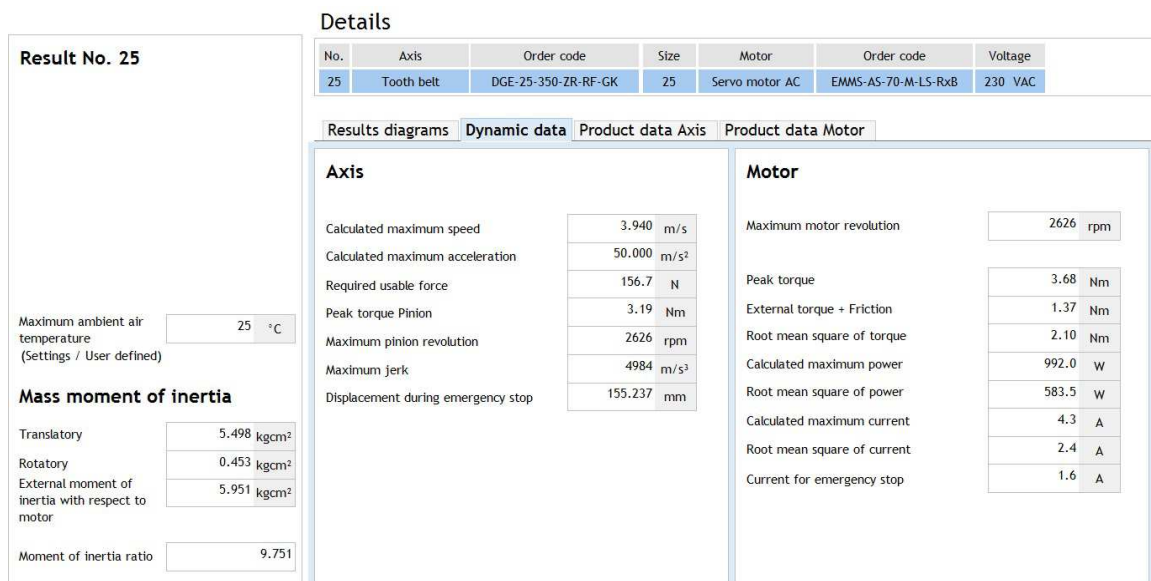 Details
Result No. 25
No. Axis Order code Size Motor Order code Voltage
25 Tooth belt DGE-25-350-ZR-RF-GK 25 Servo motor AC EMMS-AS-70-M-LS-RxB 230 VAC
Results diagrams Dynamic data Product data Axis Product data Motor
Maximum ambient air
temperature
(Settings / User defined)
25 °C
Mass moment of inertia
Translatory 5.498 kgcm²
Rotatory 0.453 kgcm²
External moment of
inertia with respect to
motor
5.951 kgcm²
Moment of inertia ratio 9.751
Axis
Calculated maximum speed 3.940 m/s
Calculated maximum acceleration 50.000 m/s²
Required usable force 156.7 N
Peak torque Pinion 3.19 Nm
Maximum pinion revolution 2626 rpm
Maximum jerk 4984 m/s³
Displacement during emergency stop 155.237 mm
Motor
Maximum motor revolution 2626 rpm
Peak torque 3.68 Nm
External torque + Friction 1.37 Nm
Root mean square of torque 2.10 Nm
Calculated maximum power 992.0 W
Root mean square of power 583.5 W
Calculated maximum current 4.3 A
Root mean square of current 2.4 A
Current for emergency stop 1.6 A